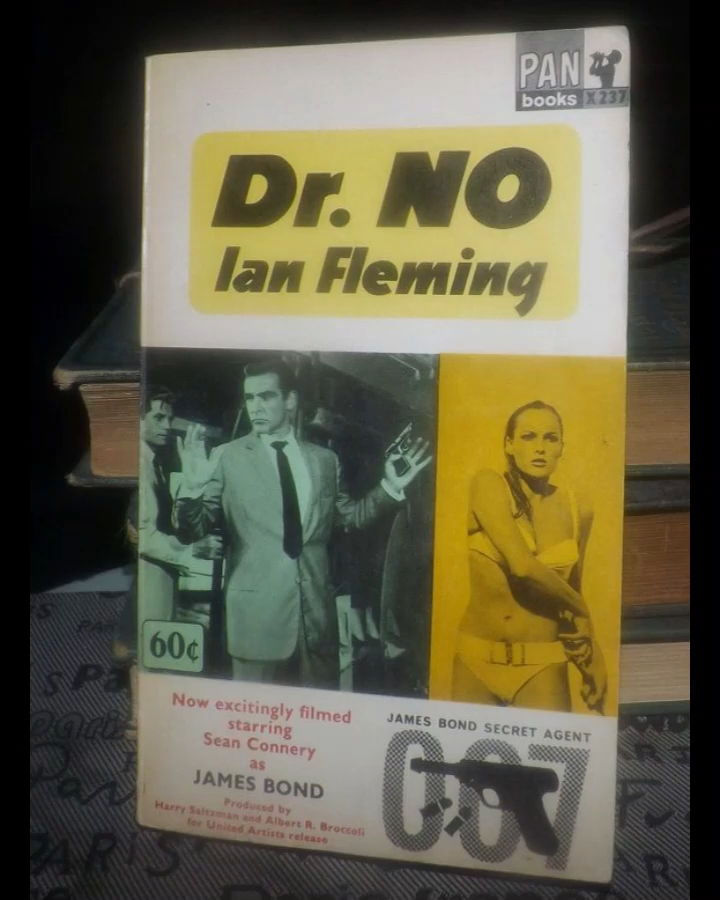 PAN
books X237
Dr. NO
Ian Fleming
60¢
Now excitingly filmed
starring
Sean Connery
as
JAMES BOND
Produced by
Harry Saltzman and Albert R. Broccoli
for United Artists release
JAMES BOND SECRET AGENT
007
PARIS